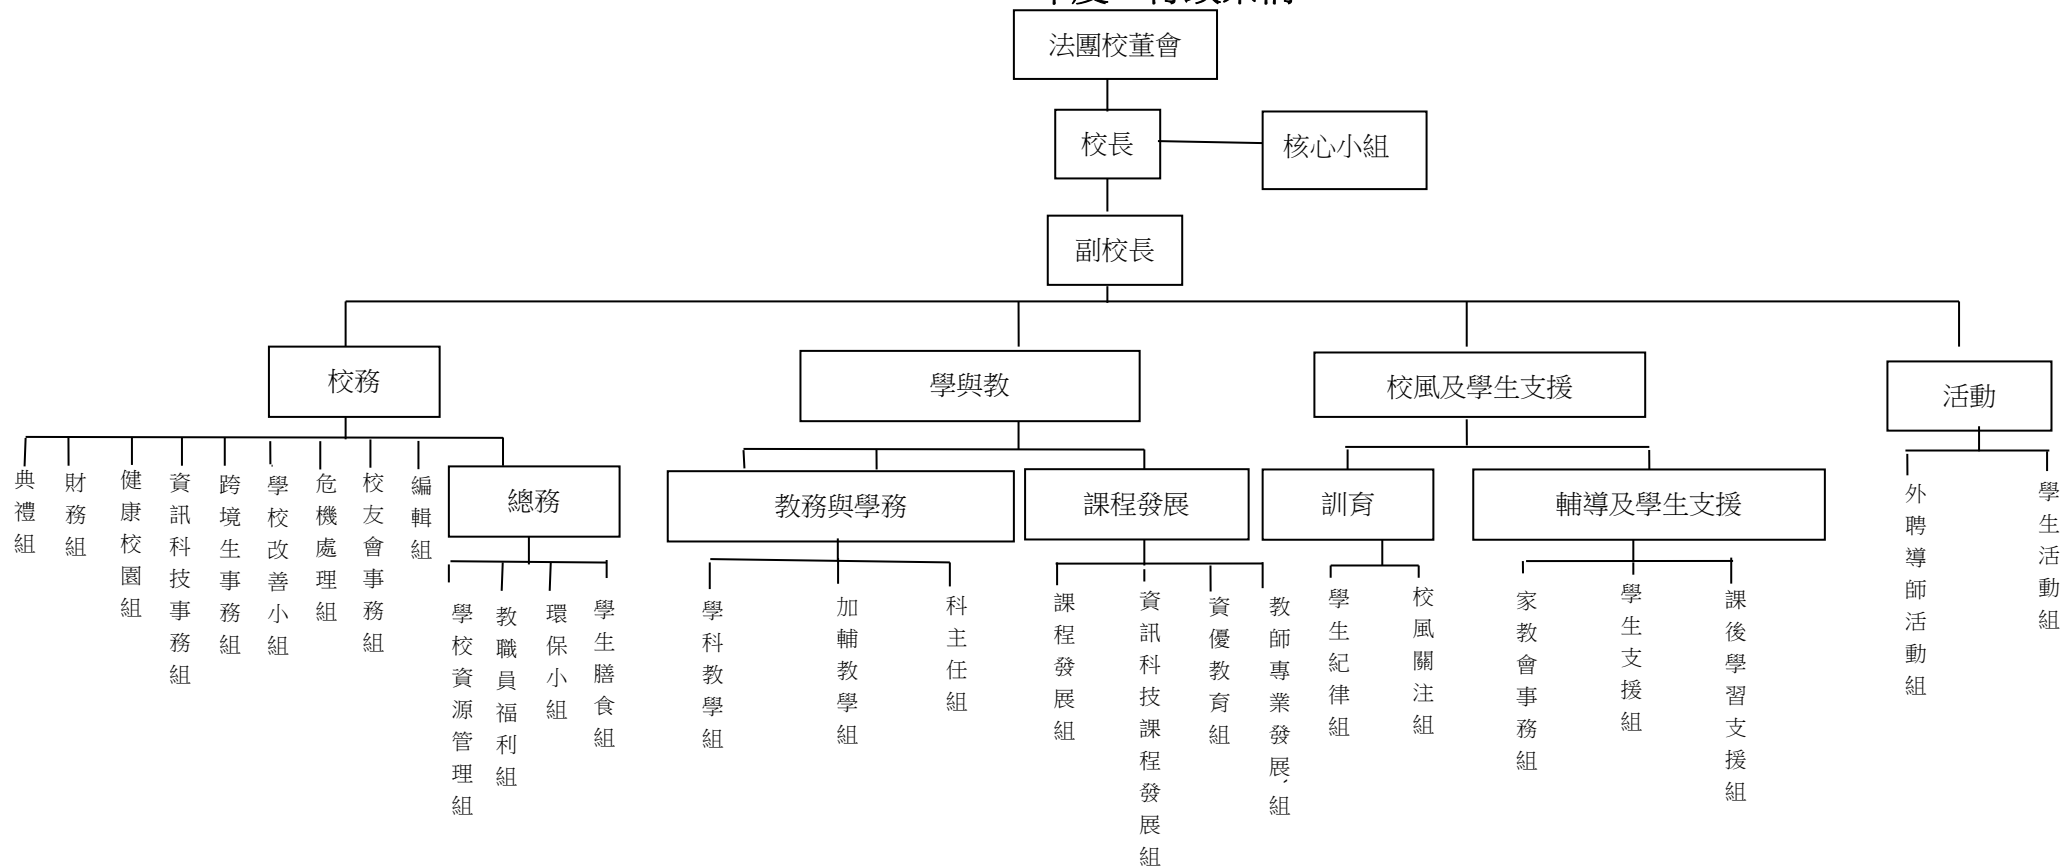 法團校董會
校長
核心小組
副校長
校務
學與教
校風及學生支援
活動
典禮組
財務組
健康校園組
資訊科技事務組
跨境生事務組
學校改善小組
危機處理組
校友會事務組
編輯組
總務
教務與學務
課程發展
訓育
輔導及學生支援
外聘導師活動組
學生活動組
學校資源管理組
教職員福利組
環保小組
學生膳食組
學科教學組
加輔教學組
科主任組
課程發展組
資訊科技課程發展組
資優教育組
教師專業發展組
學生紀律組
校風關注組
家教會事務組
學生支援組
課後學習支援組